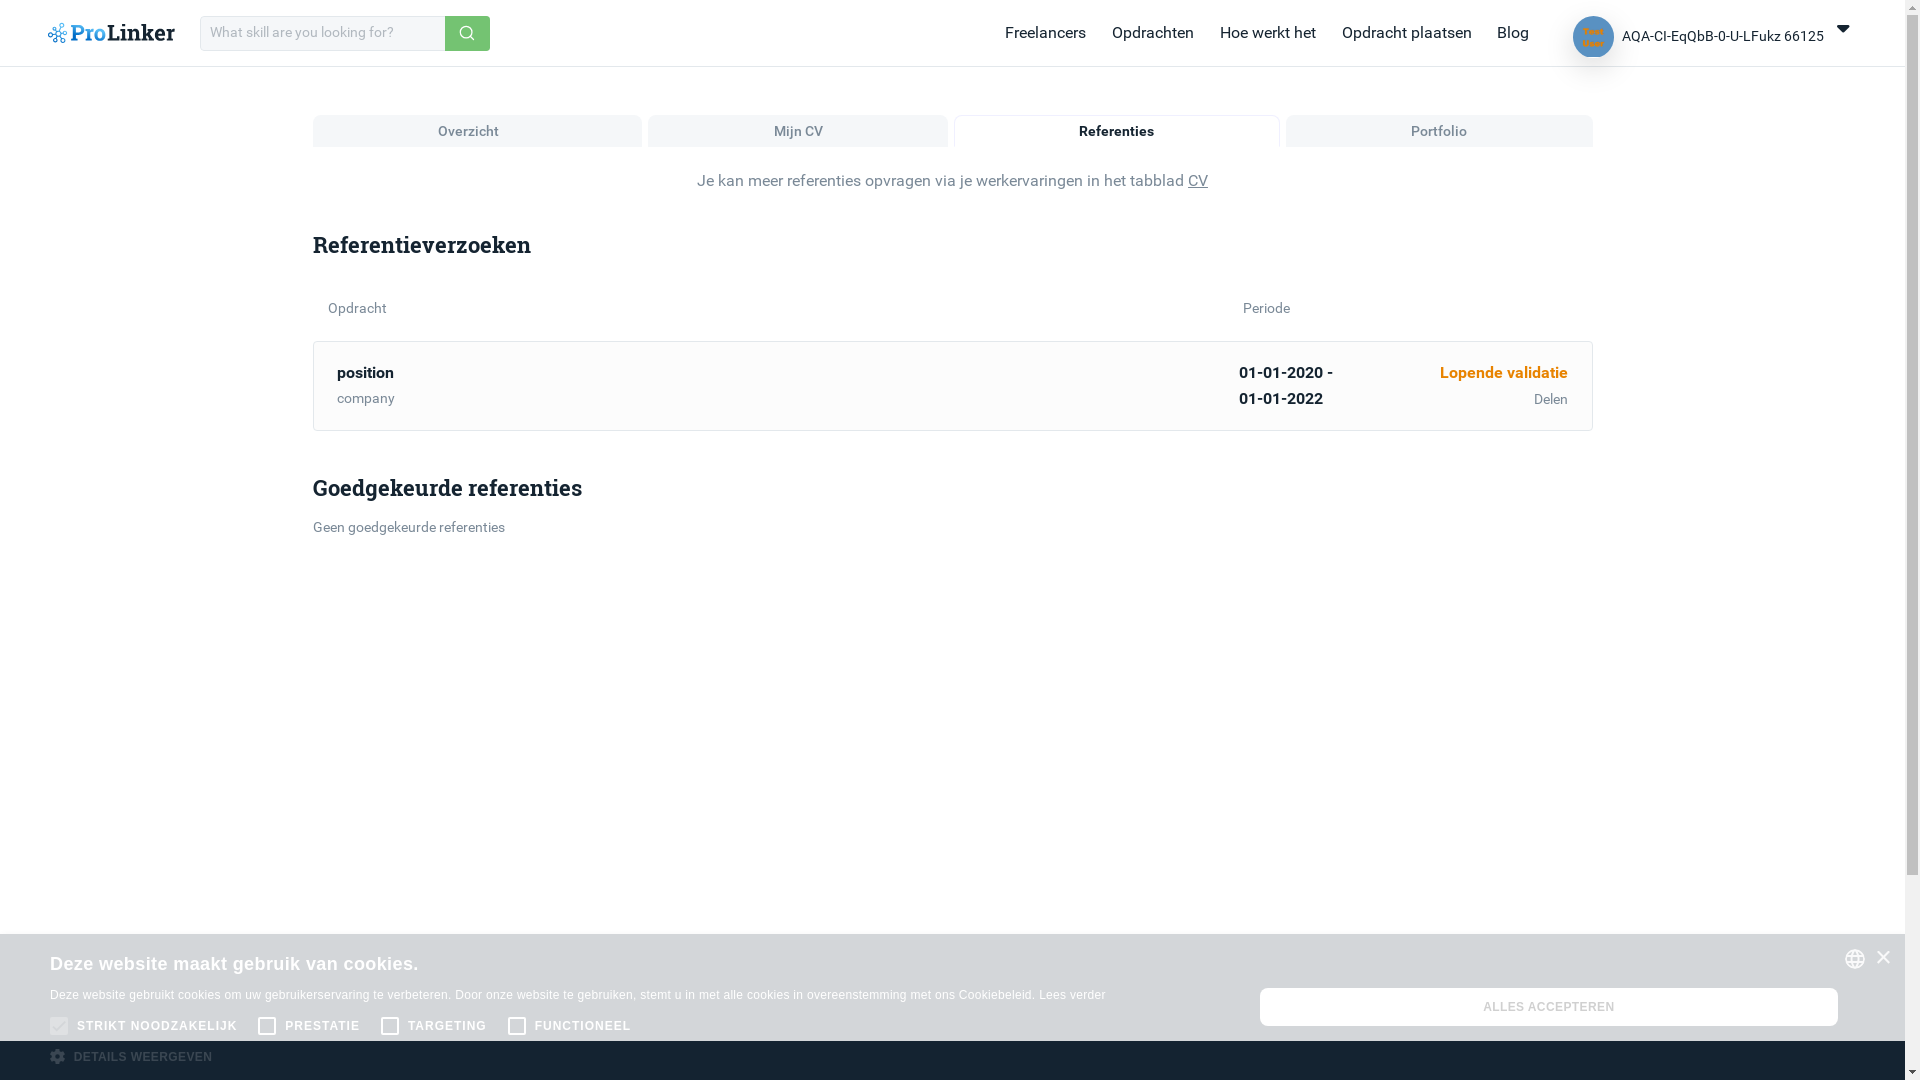 ProLinker
What skill are you looking for?
Freelancers
Opdrachten
Hoe werkt het
Opdracht plaatsen
Blog
Test
User
AQA-CI-EqQbB-0-U-LFukz 66125
Overzicht
Mijn CV
Referenties
Portfolio
Je kan meer referenties opvragen via je werkervaringen in het tabblad CV
Referentieverzoeken
Opdracht
Periode
position
company
01-01-2020 -
01-01-2022
Lopende validatie
Delen
Goedgekeurde referenties
Geen goedgekeurde referenties
Deze website maakt gebruik van cookies.
Deze website gebruikt cookies om uw gebruikerservaring te verbeteren. Door onze website te gebruiken, stemt u in met alle cookies in overeenstemming met ons Cookiebeleid. Lees verder
STRIKT NOODZAKELIJK
PRESTATIE
TARGETING
FUNCTIONEEL
DETAILS WEERGEVEN
ALLES ACCEPTEREN